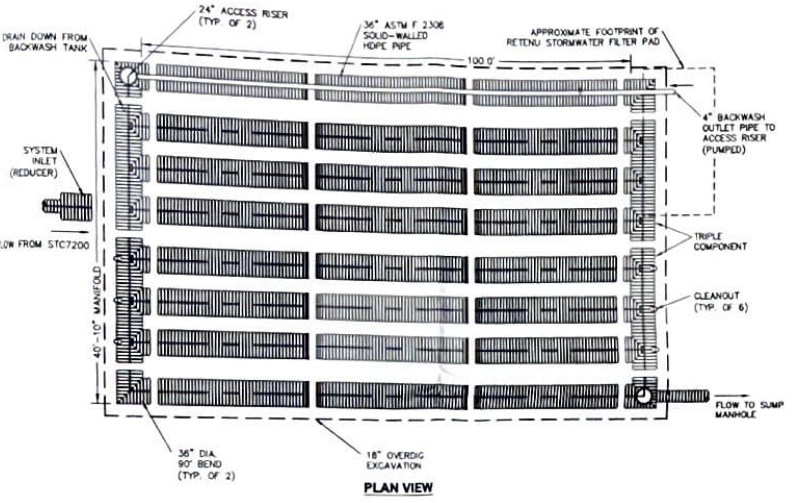 24" ACCESS RISER
(TYP. OF 2)
36" ASTM F 2306
SOLID-WALLED
HDPE PIPE
APPROXIMATE FOOTPRINT OF
RETENU STORMWATER FILTER PAD
DRAIN DOWN FROM
BACKWASH TANK
100.0'
4" BACKWASH
OUTLET PIPE TO
ACCESS RISER
(PUMPED)
SYSTEM
INLET
(REDUCER)
LOW FROM STC7200
TRIPLE
COMPONENT
CLEANOUT
(TYP. OF 6)
40'-10" MANIFOLD
FLOW TO SUMP
MANHOLE
36" DIA.
90° BEND
(TYP. OF 2)
18" OVERDIG
EXCAVATION
PLAN VIEW